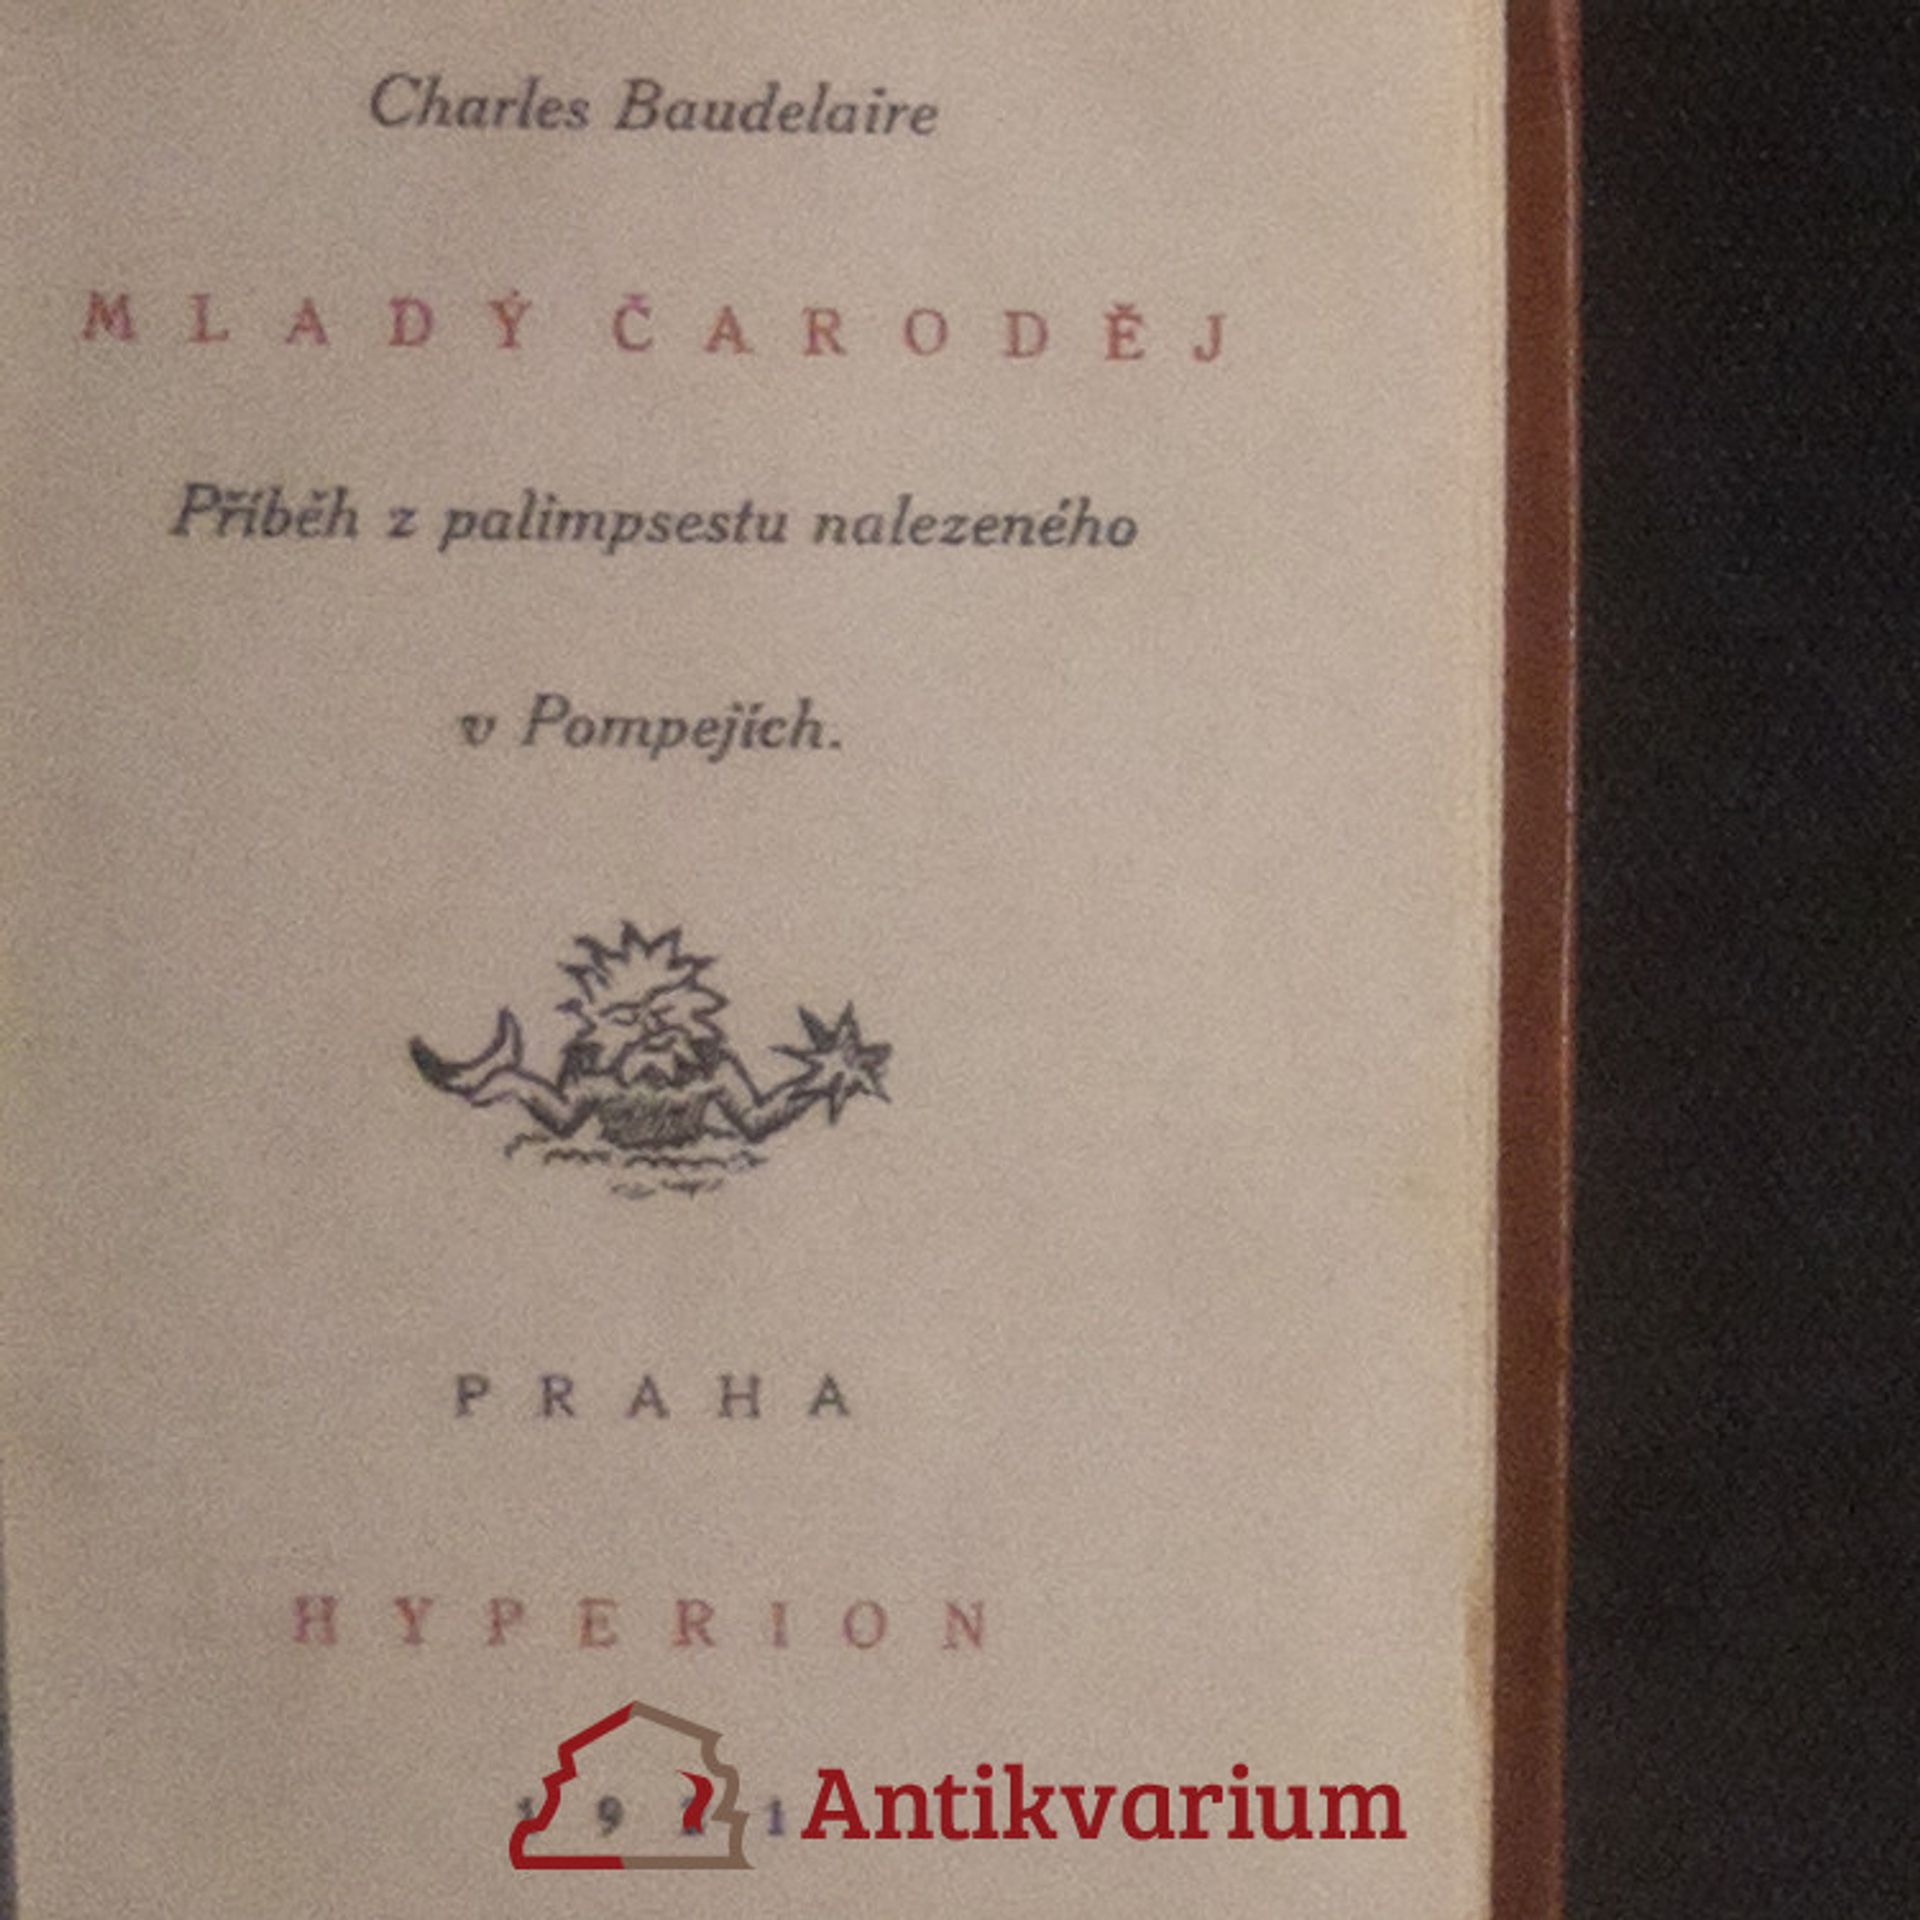 Charles Baudelaire
MLADÝ ČARODĚJ
Příběh z palimpsestu nalezeného
v Pompejích.
PRAHA
HYPERION
Antikvarium